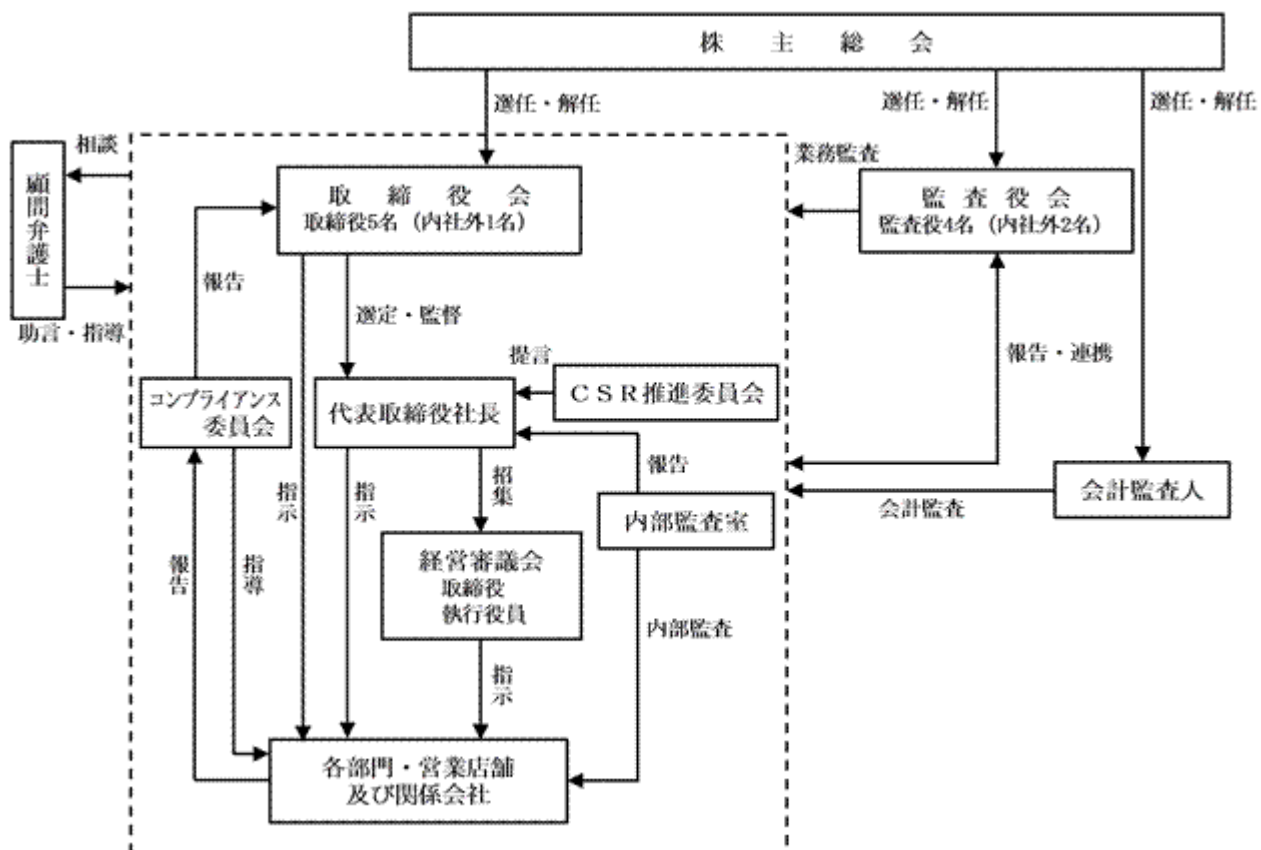 株主総会
選任・解任
選任・解任
選任・解任
相談
顧問弁護士
助言・指導
業務監査
取締役会
取締役5名（内社外1名）
監査役会
監査役4名（内社外2名）
報告
選定・監督
報告・連携
提言
CSR推進委員会
コンプライアンス
委員会
代表取締役社長
報告
会計監査人
会計監査
内部監査室
指示
指示
招集
経営審議会
取締役
執行役員
報告
指導
内部監査
指示
各部門・営業店舗
及び関係会社